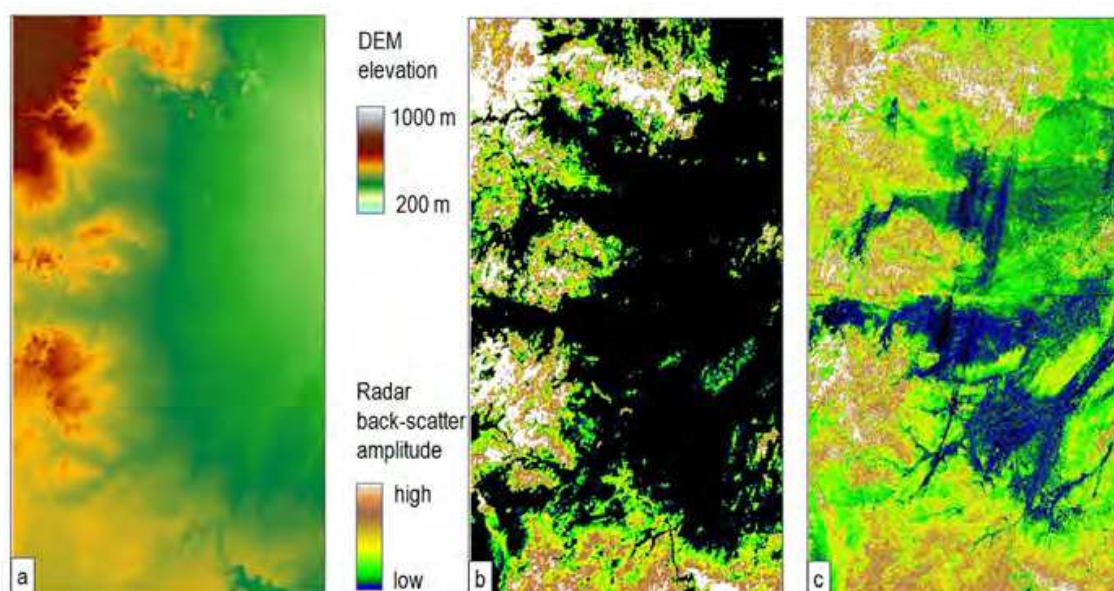 DEM
elevation
1000 m
200 m
Radar
back-scatter
amplitude
high
low
a
b
c